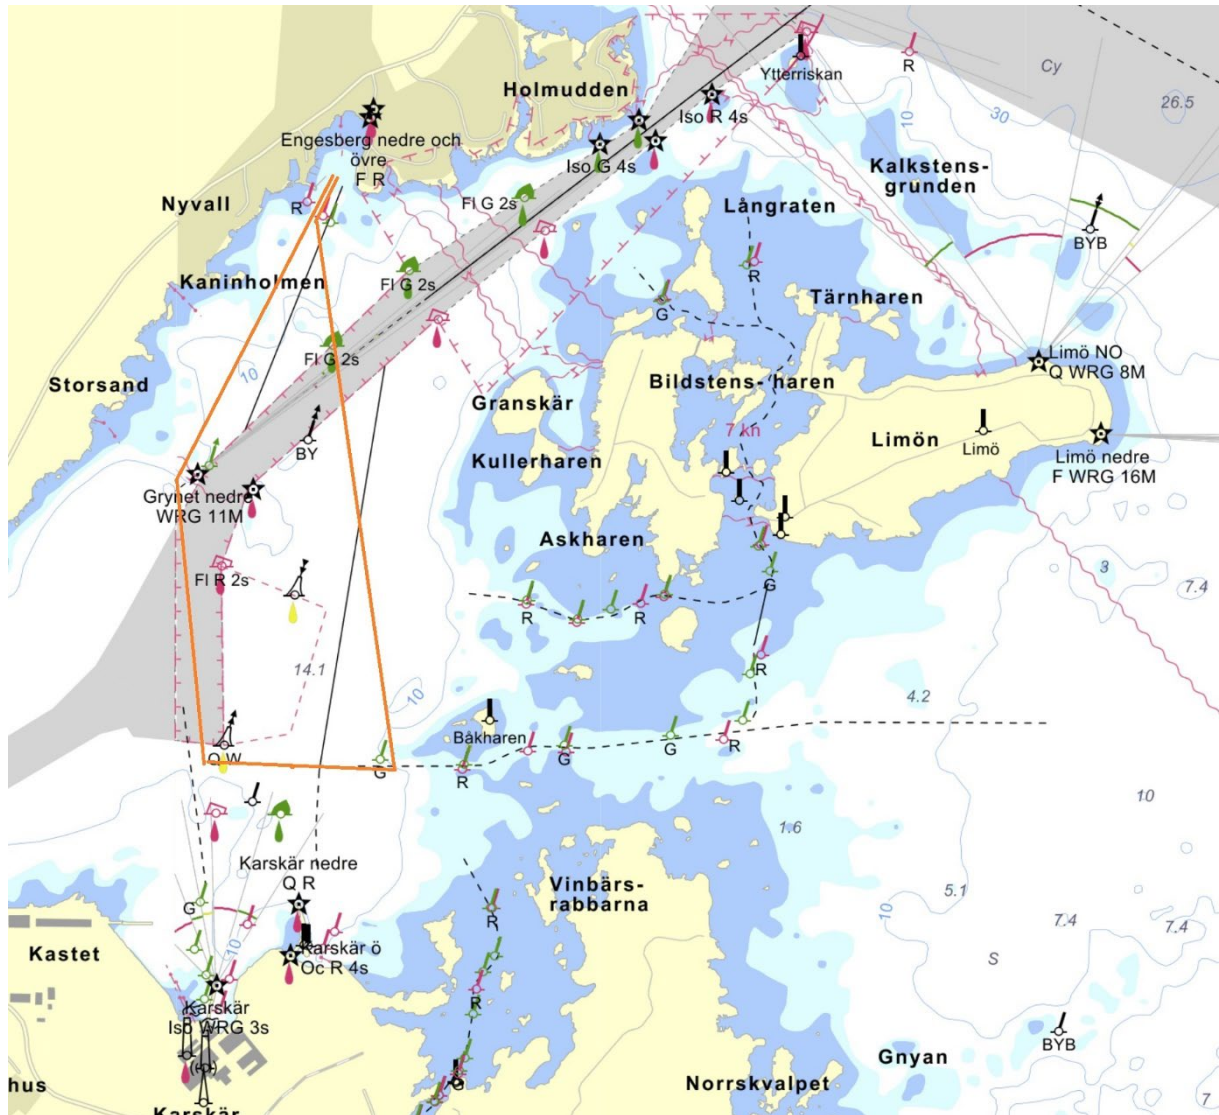 Cy
Ytterriskan
R
26.5
30
10
Holmudden
Iso R 4s
Engesberg nedre och
övre
F R
Iso G 4s
Kalkstens-
grunden
Nyvall
R
Fl G 2s
Långraten
BYB
R
Kaninholmen
Fl G 2s
Tärnharen
G
Fl G 2s
Limö NO
Q WRG 8M
Storsand
10
Granskär
Bildstens-haren
7 kn
Limön
Limö
BY
Kullerharen
Limö nedre
F WRG 16M
Grynet nedre
WRG 11M
Askharen
Fl R 2s
3
7.4
G
R
R
14.1
R
10
4.2
Båkharen
Q W
G
R
G
G
R
10
1.6
Karskär nedre
Q R
Vinbärs-
rabbarna
G
R
5.1
10
7.4
7.4
Kastet
10
Karskär ö
Oc R 4s
S
Karskär
Iso WRG 3s
R
Gnyan
BYB
hus
Norrskvalpet
7
Karskär